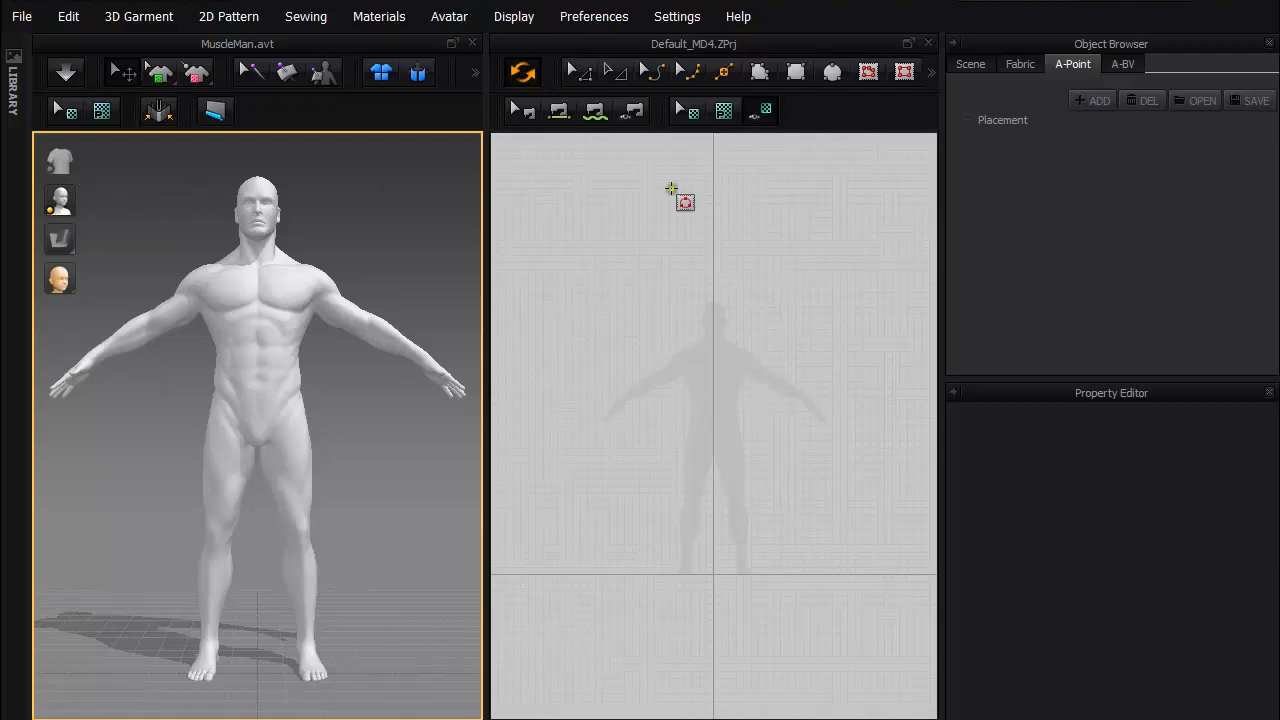 File Edit 3D Garment 2D Pattern Sewing Materials Avatar Display Preferences Settings Help
MuscleMan.avt
Default_MD4.ZPrj
Object Browser
LIBRARY
Scene Fabric A-Point A-BV
ADD DEL OPEN SAVE
Placement
Property Editor